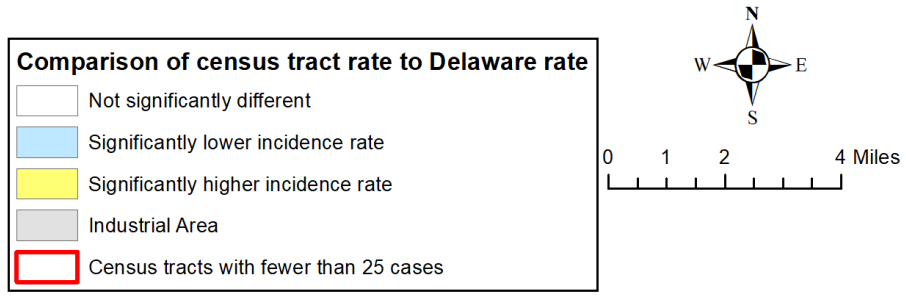 Comparison of census tract rate to Delaware rate
Not significantly different
Significantly lower incidence rate
Significantly higher incidence rate
Industrial Area
Census tracts with fewer than 25 cases
N
W E
S
0 1 2 4 Miles